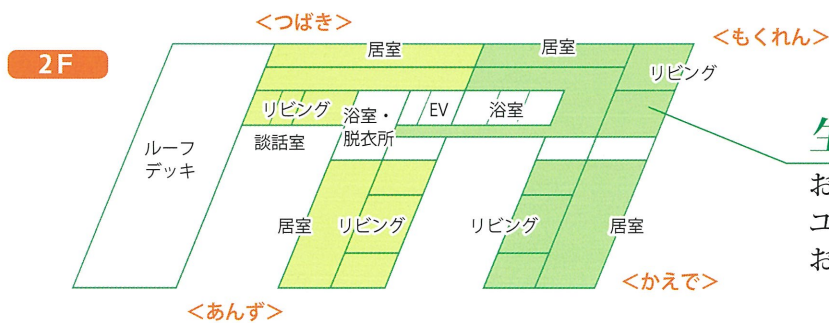 <つばき>
2F
居室
居室
<もくれん>
リビング
リビング
浴室・
脱衣所
EV
浴室
談話室
ルーフ
デッキ
居室
リビング
リビング
居室
<かえで>
<あんず>
お
ユ
お